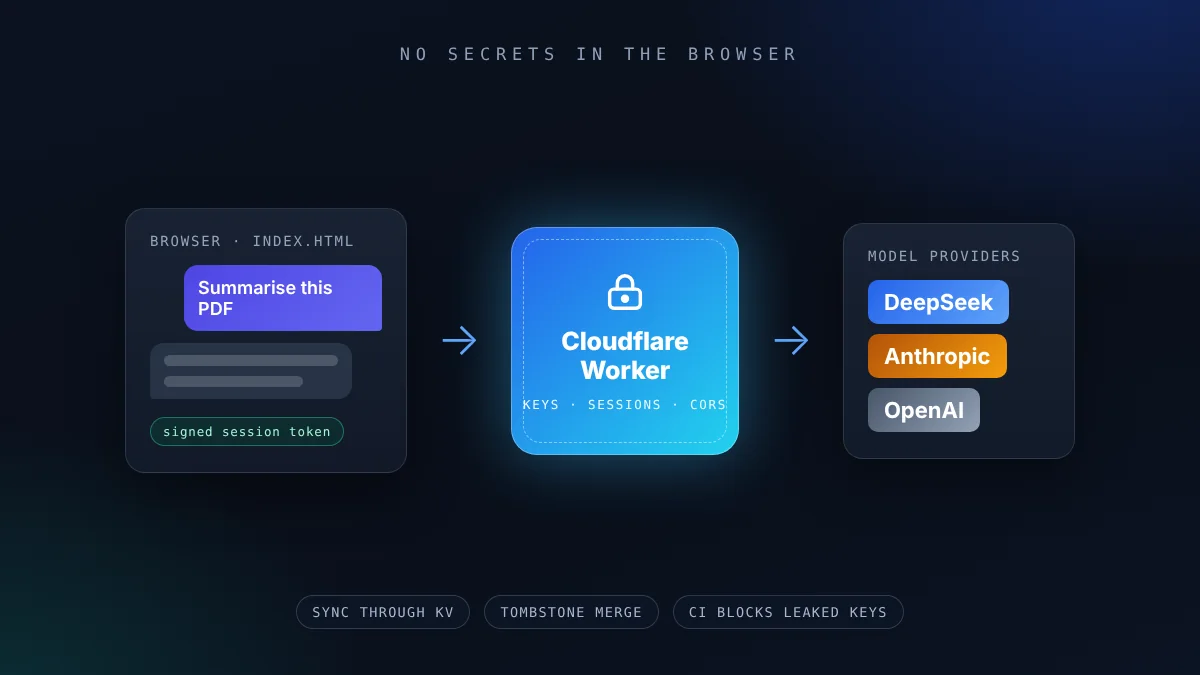 NO SECRETS IN THE BROWSER
BROWSER · INDEX.HTML
Summarise this
PDF
signed session token
Cloudflare
Worker
KEYS · SESSIONS · CORS
MODEL PROVIDERS
DeepSeek
Anthropic
OpenAI
SYNC THROUGH KV
TOMBSTONE MERGE
CI BLOCKS LEAKED KEYS